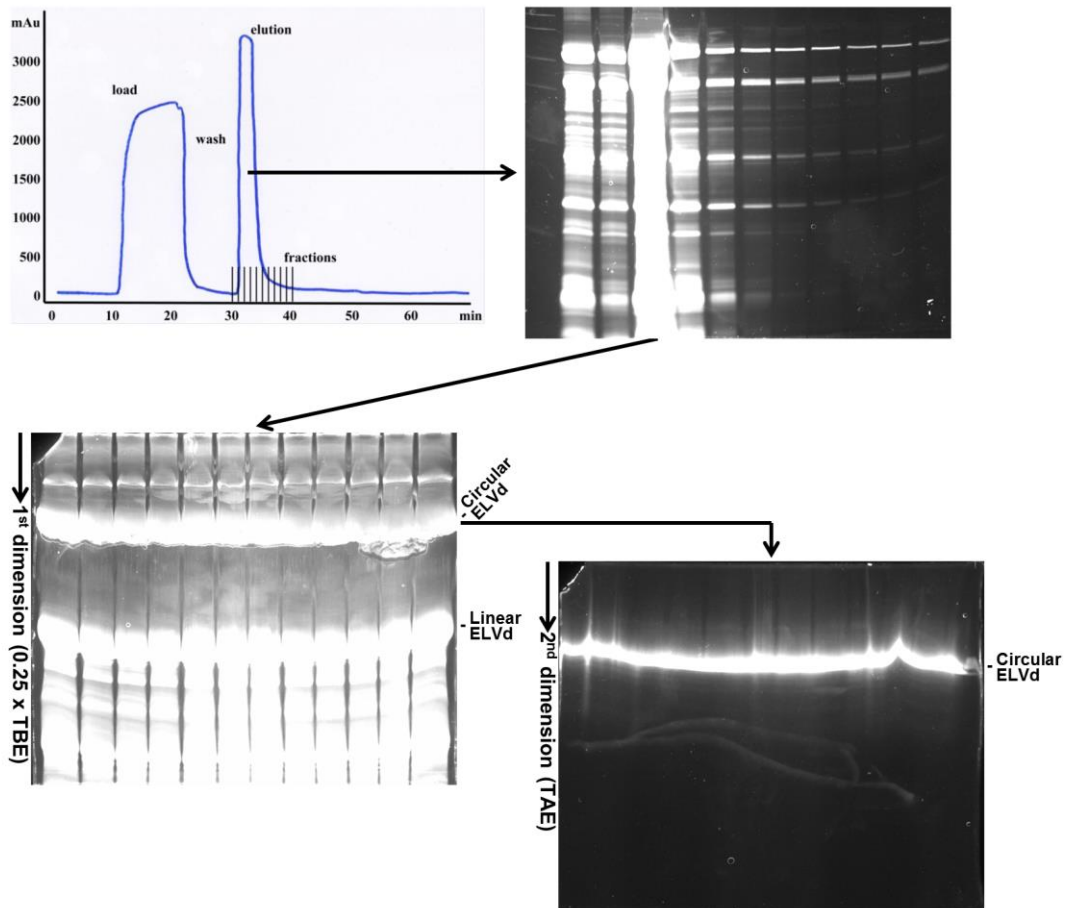 mAu
3000
2500
2000
1500
1000
500
0
load
wash
elution
fractions
0
10
20
30
40
50
60
min
1st dimension (0.25 x TBE)
- Circular
ELVd
- Linear
ELVd
2nd dimension (TAE)
- Circular
ELVd